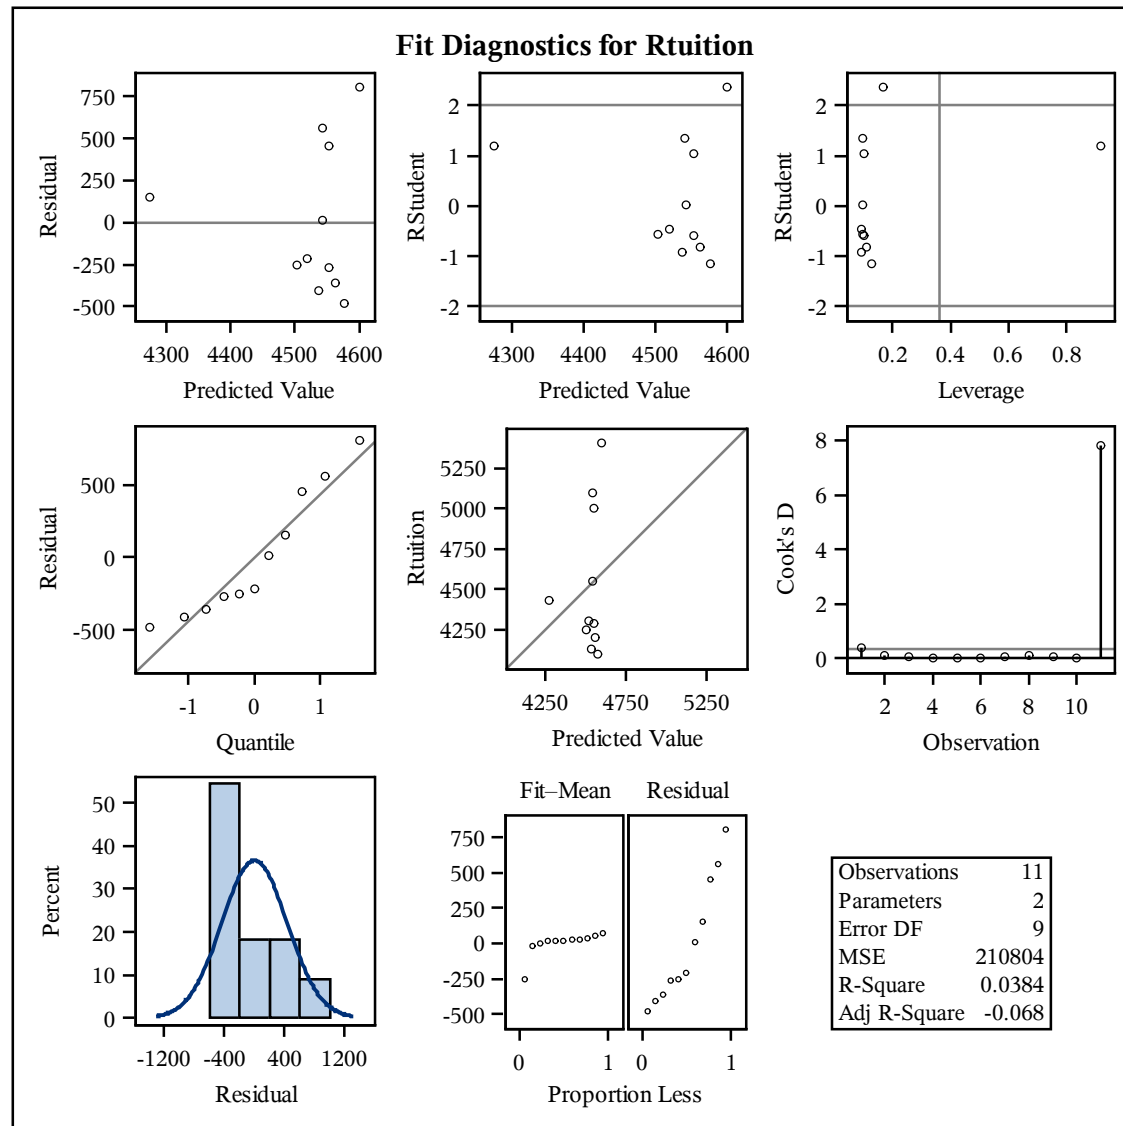 Fit Diagnostics for Rtuition
750
500
250
0
-250
-500
Residual
4300 4400 4500 4600
Predicted Value
2
1
0
-1
-2
RStudent
4300 4400 4500 4600
Predicted Value
2
1
0
-1
-2
RStudent
0.2 0.4 0.6 0.8
Leverage
500
0
-500
Residual
-1 0 1
Quantile
5250
5000
4750
4500
4250
Rtuition
4250 4750 5250
Predicted Value
8
6
4
2
0
Cook's D
2 4 6 8 10
Observation
50
40
30
20
10
0
Percent
-1200 -400 400 1200
Residual
Fit–Mean Residual
750
500
250
0
-250
-500
0 1 0 1
Proportion Less
Observations 11
Parameters 2
Error DF 9
MSE 210804
R-Square 0.0384
Adj R-Square -0.068